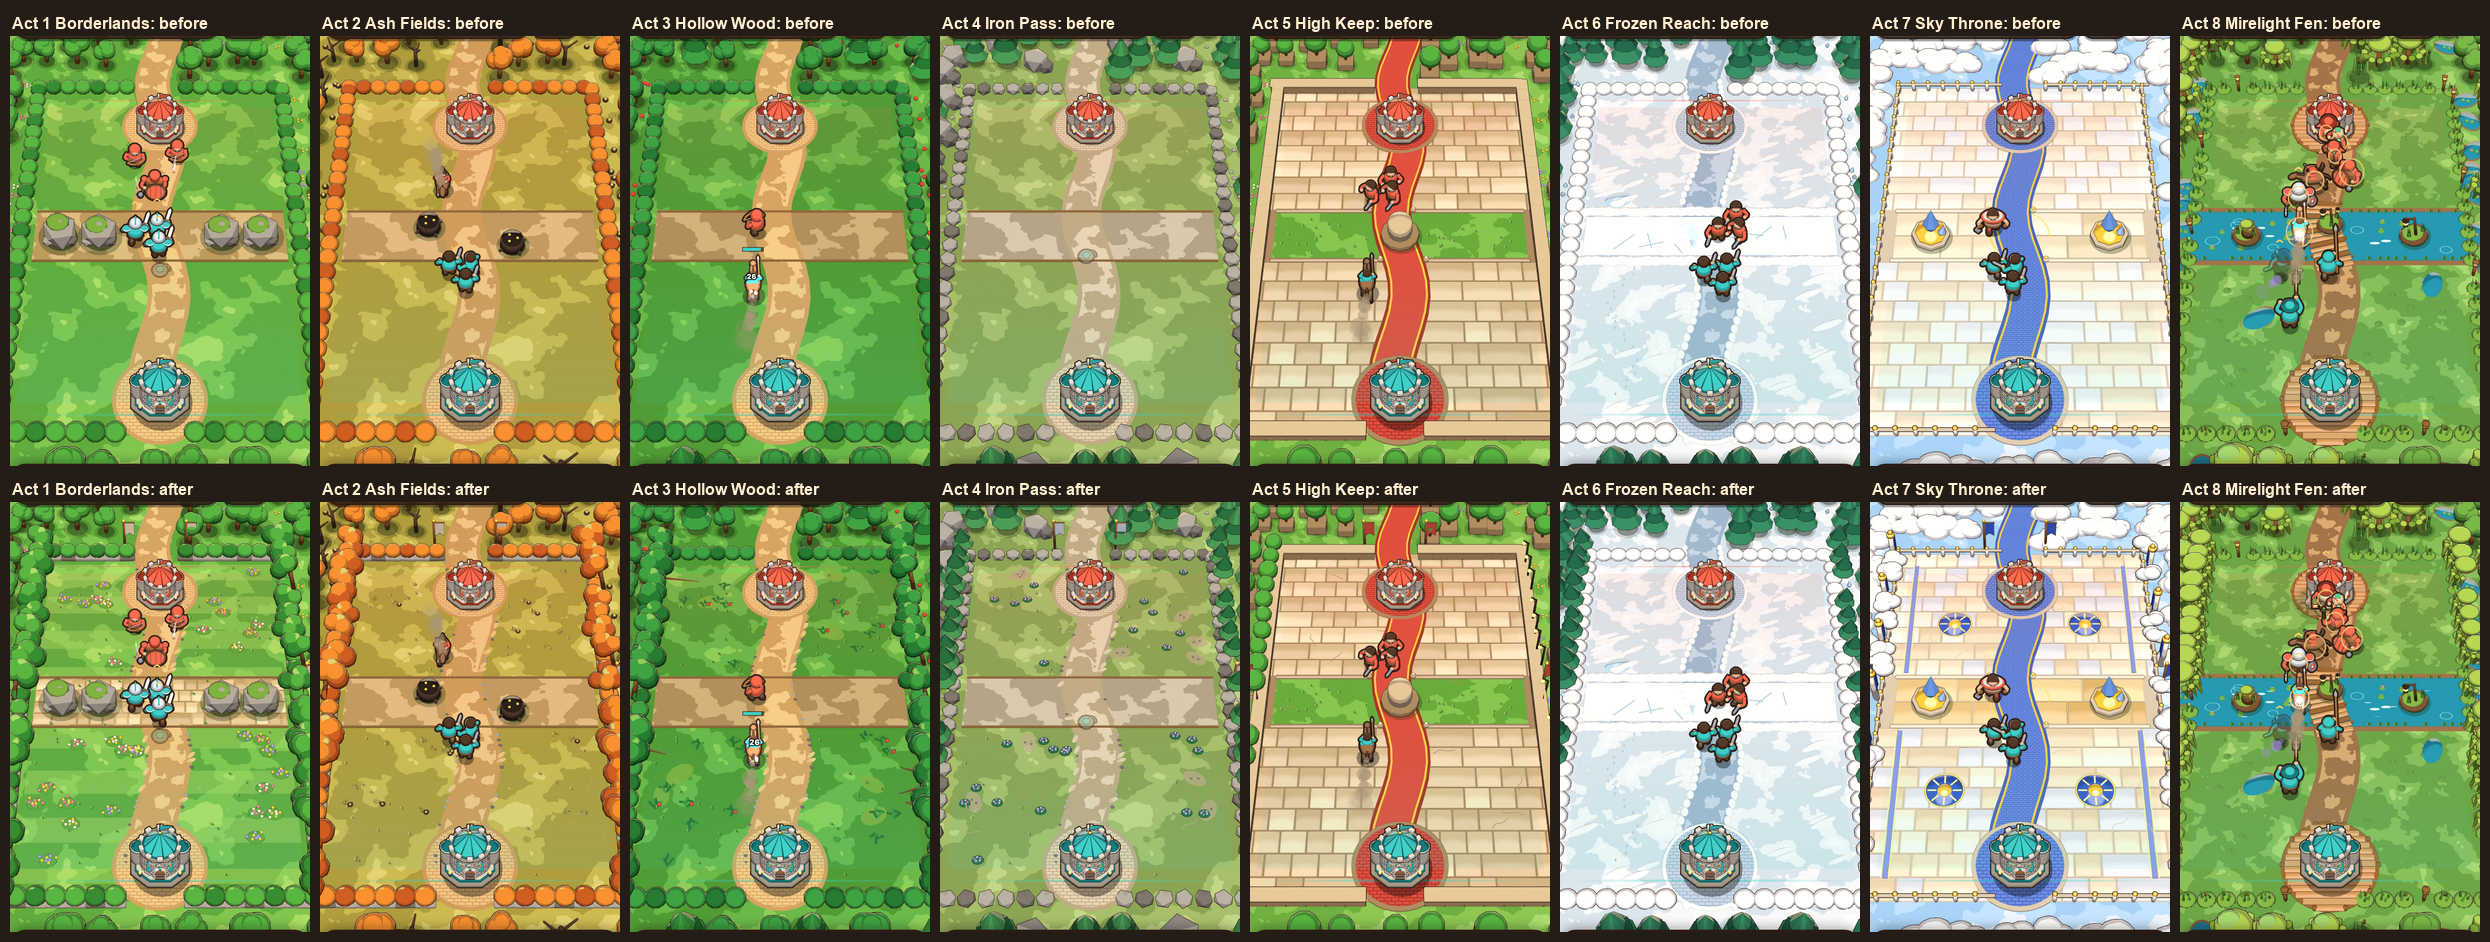 Act 1 Borderlands: before
Act 2 Ash Fields: before
Act 3 Hollow Wood: before
Act 4 Iron Pass: before
Act 5 High Keep: before
Act 6 Frozen Reach: before
Act 7 Sky Throne: before
Act 8 Mirelight Fen: before
26
Act 1 Borderlands: after
Act 2 Ash Fields: after
Act 3 Hollow Wood: after
Act 4 Iron Pass: after
Act 5 High Keep: after
Act 6 Frozen Reach: after
Act 7 Sky Throne: after
Act 8 Mirelight Fen: after
26